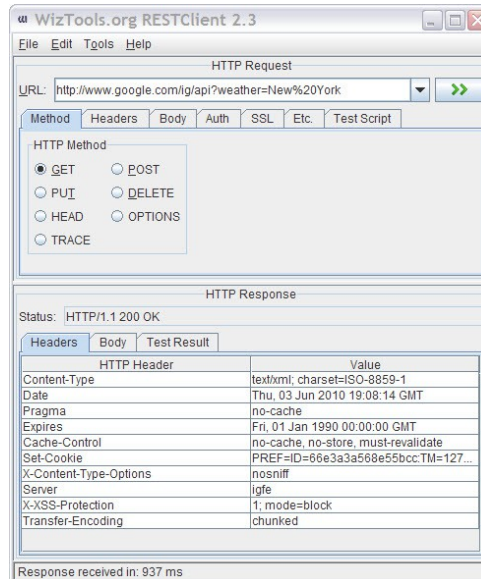 WizTools.org RESTClient 2.3
File Edit Tools Help
HTTP Request
URL: http://www.google.com/ig/api?weather=New%20York
Method Headers Body Auth SSL Etc. Test Script
HTTP Method
GET POST
PUT DELETE
HEAD OPTIONS
TRACE
HTTP Response
Status: HTTP/1.1 200 OK
Headers Body Test Result
HTTP Header Value
Content-Type text/xml; charset=ISO-8859-1
Date Thu, 03 Jun 2010 19:08:14 GMT
Pragma no-cache
Expires Fri, 01 Jan 1990 00:00:00 GMT
Cache-Control no-cache, no-store, must-revalidate
Set-Cookie PREF=ID=66e3a3a568e55bcc:TM=127...
X-Content-Type-Options nosniff
Server igfe
X-XSS-Protection 1; mode=block
Transfer-Encoding chunked
Response received in: 937 ms